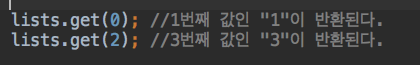 lists.get(0); //1번째 값인 "1"이 반환된다.
lists.get(2); //3번째 값인 "3"이 반환된다.